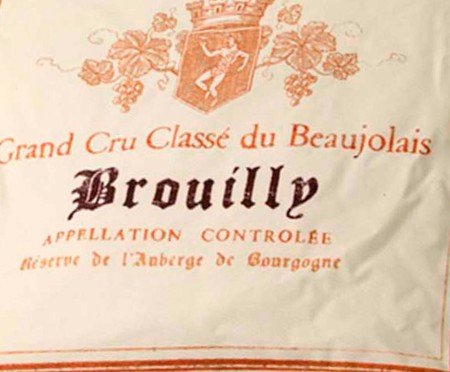 Grand Cru Classé du Beaujolais
Brouilly
APPELLATION CONTROLÉE
Réserve de l'Auberge de Bourgogne